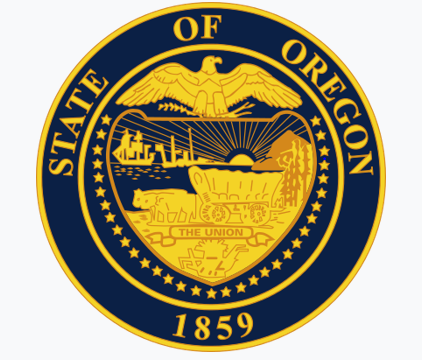 STATE OF OREGON
THE UNION
1859